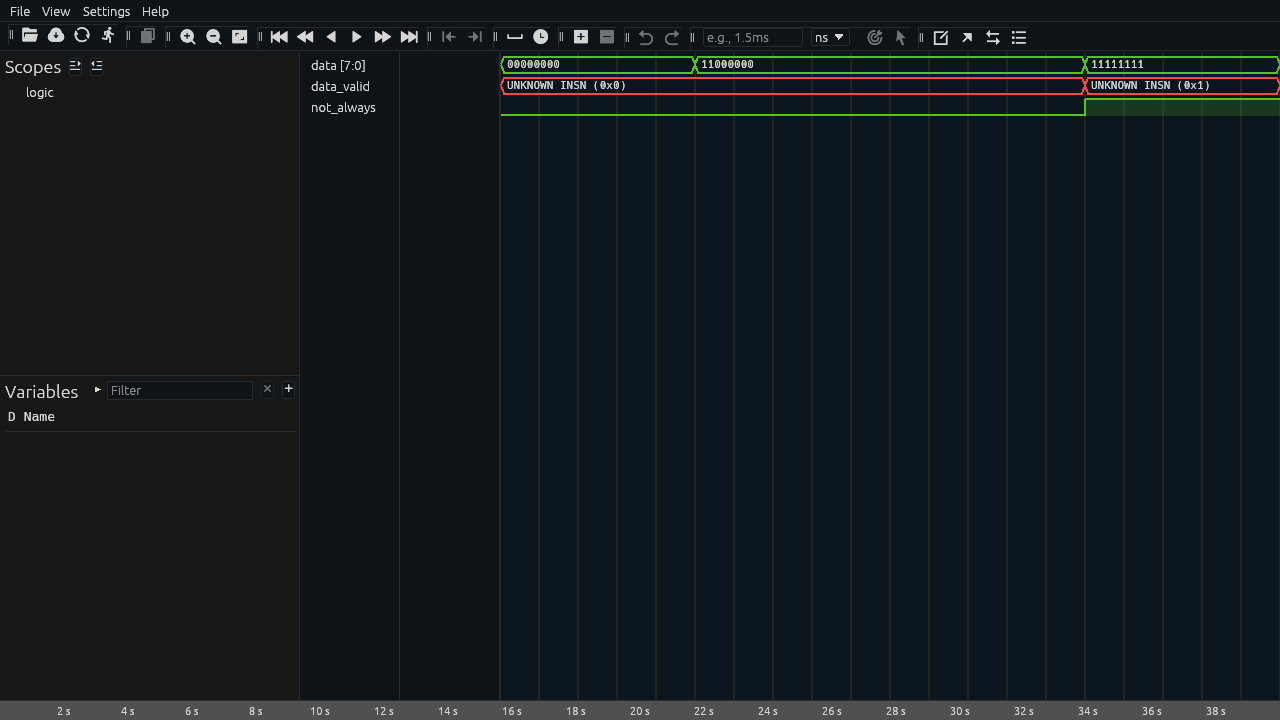 File View Settings Help
e.g., 1.5ms ns
Scopes
logic
data [7:0] 00000000 11000000 11111111
data_valid UNKNOWN INSN (0x0) UNKNOWN INSN (0x1)
not_always
Variables Filter
D Name
2 s 4 s 6 s 8 s 10 s 12 s 14 s 16 s 18 s 20 s 22 s 24 s 26 s 28 s 30 s 32 s 34 s 36 s 38 s